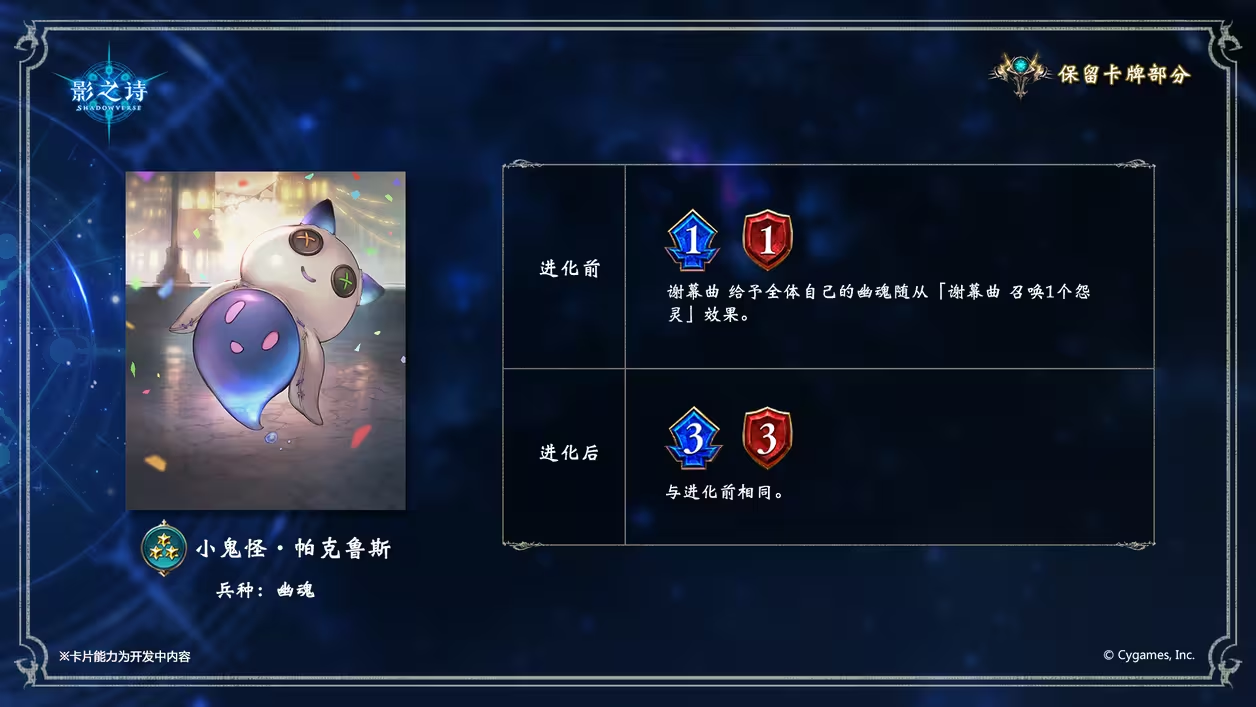 影之诗
SHADOWVERSE
保留卡牌部分
进化前
1 1
谢幕曲 给予全体自己的幽魂随从「谢幕曲 召唤1个怨
灵」效果。
进化后
3 3
与进化前相同。
小鬼怪·帕克鲁斯
兵种：幽魂
※卡片能力为开发中内容
© Cygames, Inc.